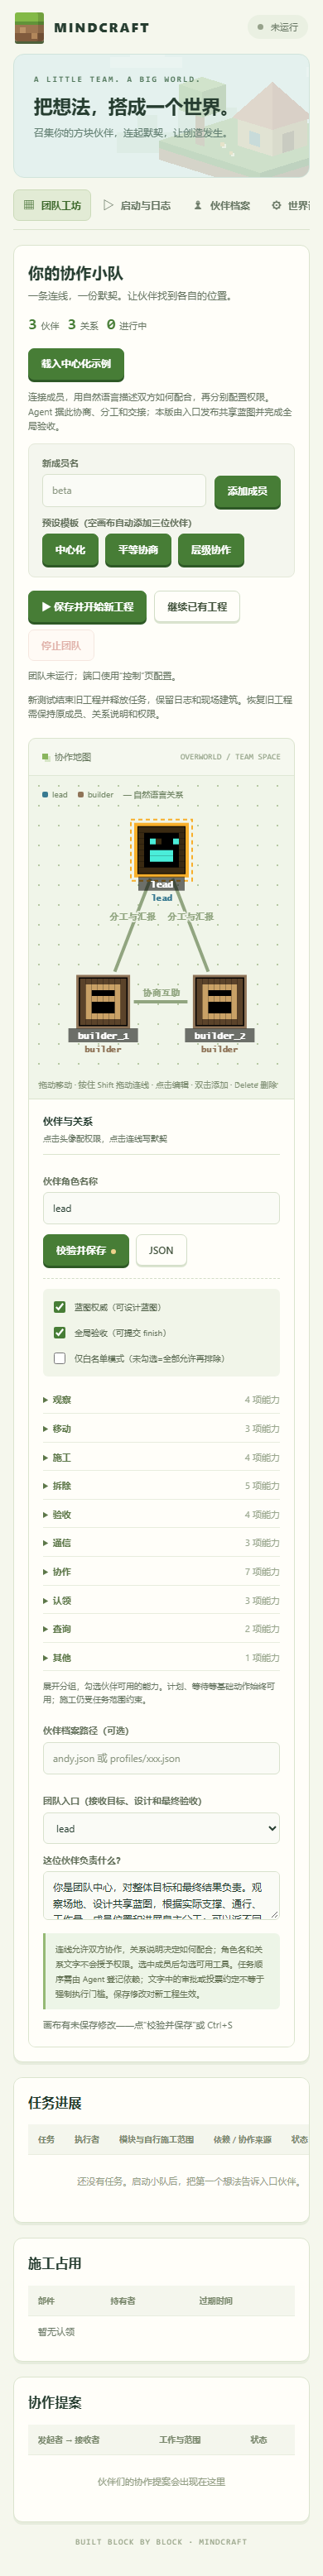 MINDCRAFT
未运行
A LITTLE TEAM. A BIG WORLD.
把想法，搭成一个世界。
召集你的方块伙伴，连起默契，让创造发生。
团队工坊
启动与日志
伙伴档案
你的协作小队
一条连线，一份默契。让伙伴找到各自的位置。
3 伙伴 3 关系 0 进行中
载入中心化示例
连接成员，用自然语言描述双方如何配合，再分别配置权限。
Agent 据此协商、分工和交接；本版由入口发布共享蓝图并完成全
局验收。
新成员名
beta
添加成员
预设模板（空画布自动添加三位伙伴）
中心化
平等协商
层级协作
▶ 保存并开始新工程
继续已有工程
停止团队
团队未运行；端口使用“控制”页配置。
新测试结束旧工程并释放任务，保留日志和现场建筑。恢复旧工程
需保持原成员、关系说明和权限。
协作地图
OVERWORLD / TEAM SPACE
lead
builder
— 自然语言关系
lead
lead
分工与汇报
分工与汇报
协商互助
builder_1
builder
builder_2
builder
拖动移动 · 按住 Shift 拖动连线 · 点击编辑 · 双击添加 · Delete 删除
伙伴与关系
点击头像配权限，点击连线写默契
伙伴角色名称
lead
校验并保存
JSON
蓝图权威（可设计蓝图）
全局验收（可提交 finish）
仅白名单模式（未勾选=全部允许再排除）
观察 4 项能力
移动 3 项能力
施工 4 项能力
拆除 5 项能力
验收 4 项能力
通信 3 项能力
协作 7 项能力
认领 3 项能力
查询 2 项能力
其他 1 项能力
展开分组，勾选伙伴可用的能力。计划、等待等基础动作始终可
用；施工仍受任务范围约束。
伙伴档案路径（可选）
andy.json 或 profiles/xxx.json
团队入口（接收目标、设计和最终验收）
lead
这位伙伴负责什么？
你是团队中心，对整体目标和最终结果负责。观
察场地、设计共享蓝图，根据实际支撑、通行、
连线允许双方协作，关系说明决定如何配合；角色名和关
系文字不会授予权限。选中成员后勾选可用工具。任务顺
序需由 Agent 登记依赖；文字中的审批或投票约定不等于
强制执行门槛。保存修改对新工程生效。
画布有未保存修改——点“校验并保存”或 Ctrl+S
任务进展
任务 执行者 模块与自行施工范围 依赖 / 协作来源 状态
还没有任务。启动小队后，把第一个想法告诉入口伙伴。
施工占用
部件 持有者 过期时间
暂无认领
协作提案
发起者 → 接收者 工作与范围 状态
伙伴们的协作提案会出现在这里
BUILT BLOCK BY BLOCK · MINDCRAFT